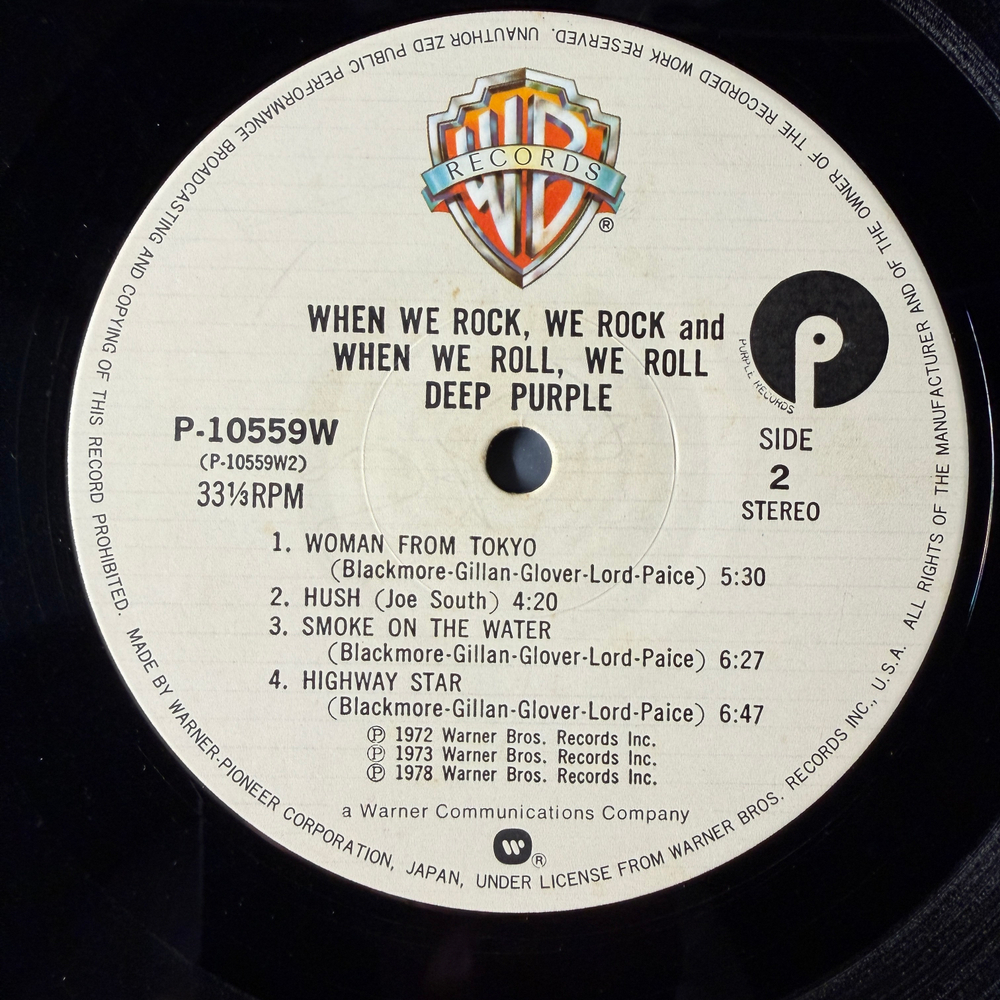 WB
RECORDS
®
WHEN WE ROCK, WE ROCK and
WHEN WE ROLL, WE ROLL
DEEP PURPLE
P
PURPLE RECORDS
P-10559W
(P-10559W2)
33⅓RPM
SIDE
2
STEREO
1. WOMAN FROM TOKYO
(Blackmore-Gillan-Glover-Lord-Paice) 5:30
2. HUSH (Joe South) 4:20
3. SMOKE ON THE WATER
(Blackmore-Gillan-Glover-Lord-Paice) 6:27
4. HIGHWAY STAR
(Blackmore-Gillan-Glover-Lord-Paice) 6:47
℗ 1972 Warner Bros. Records Inc.
℗ 1973 Warner Bros. Records Inc.
℗ 1978 Warner Bros. Records Inc.
a Warner Communications Company
W ®
MADE BY WARNER-PIONEER CORPORATION, JAPAN, UNDER LICENSE FROM WARNER BROS. RECORDS INC., U.S.A. ALL RIGHTS OF THE MANUFACTURER AND OF THE OWNER OF THE RECORDED WORK RESERVED. UNAUTHOR ZED PUBLIC PERFORMANCE BROADCASTING AND COPYING OF THIS RECORD PROHIBITED.